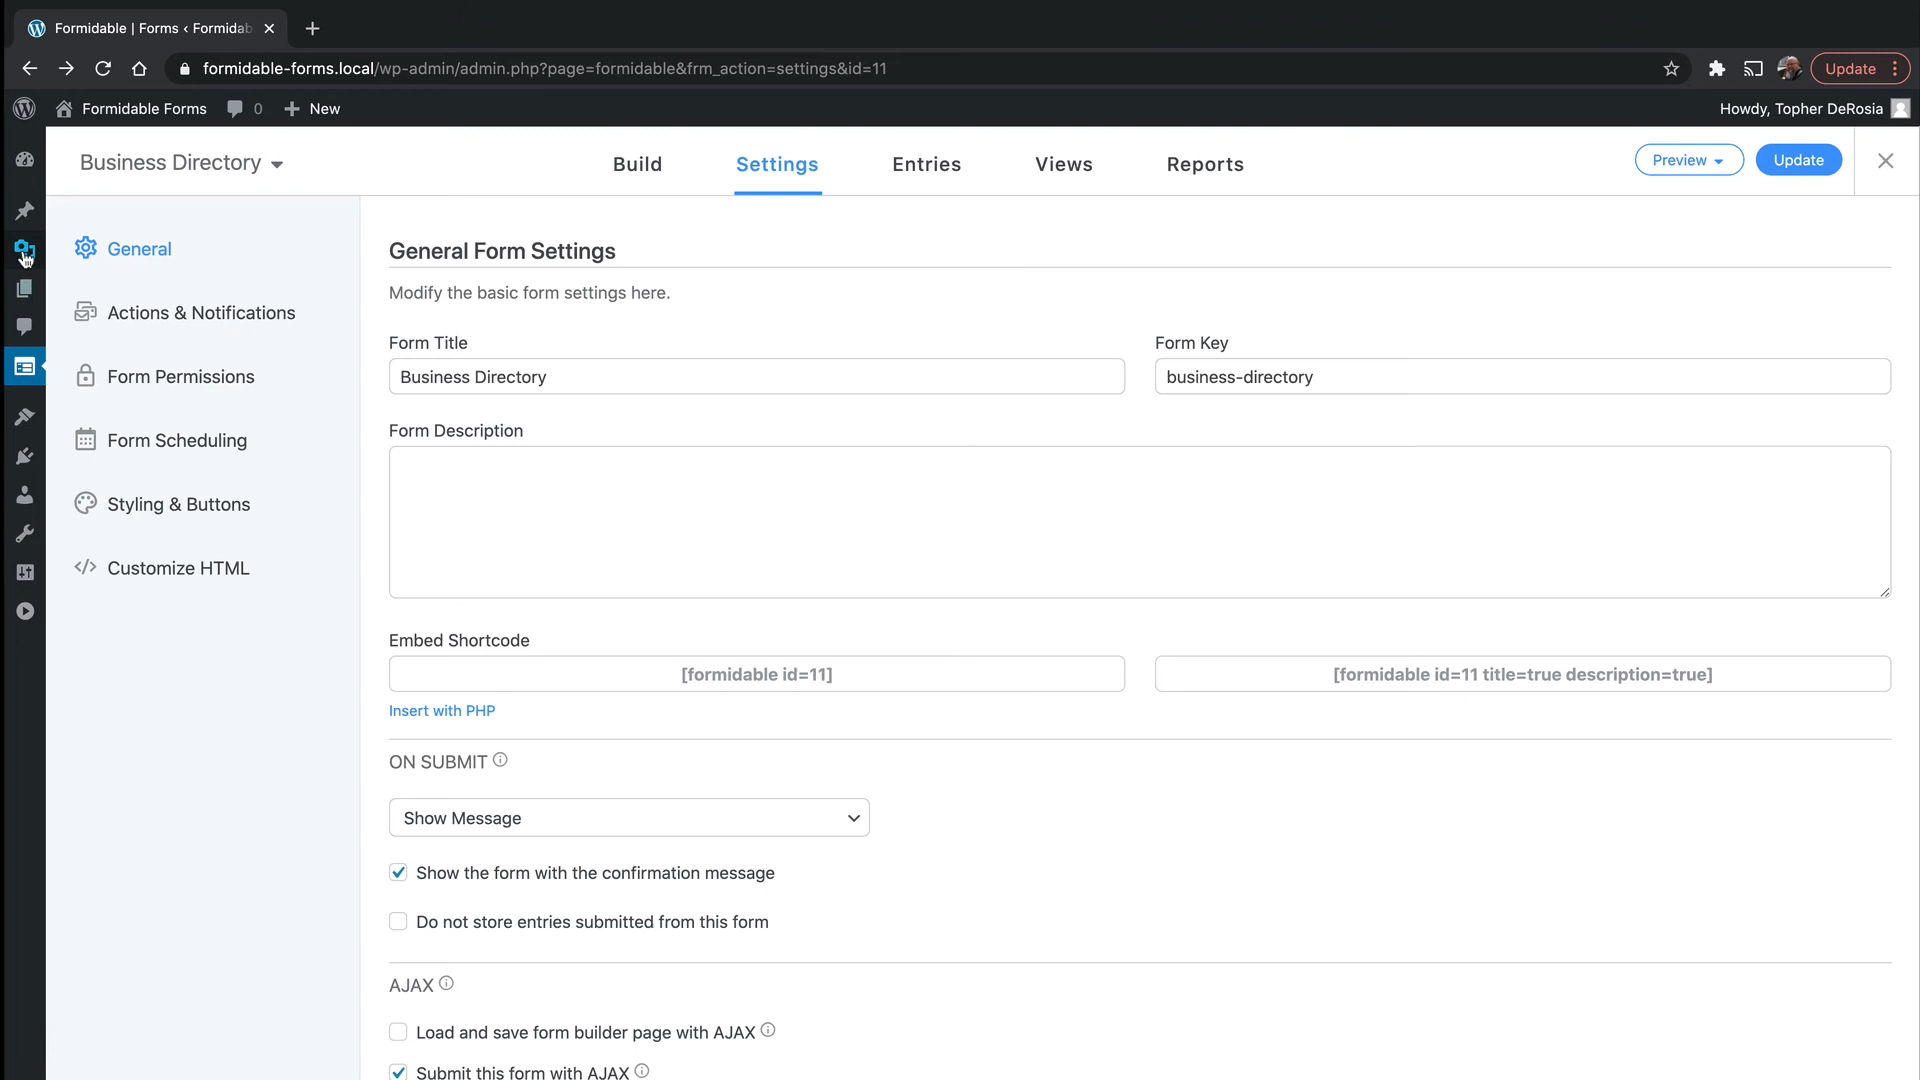 Formidable | Forms ‹ Formidab
formidable-forms.local/wp-admin/admin.php?page=formidable&frm_action=settings&id=11
Update
Formidable Forms
0
New
Howdy, Topher DeRosia
Business Directory
Build
Settings
Entries
Views
Reports
Preview
Update
General
Actions & Notifications
Form Permissions
Form Scheduling
Styling & Buttons
Customize HTML
General Form Settings
Modify the basic form settings here.
Form Title
Form Key
Business Directory
business-directory
Form Description
Embed Shortcode
[formidable id=11]
[formidable id=11 title=true description=true]
Insert with PHP
ON SUBMIT
Show Message
Show the form with the confirmation message
Do not store entries submitted from this form
AJAX
Load and save form builder page with AJAX
Submit this form with AJAX